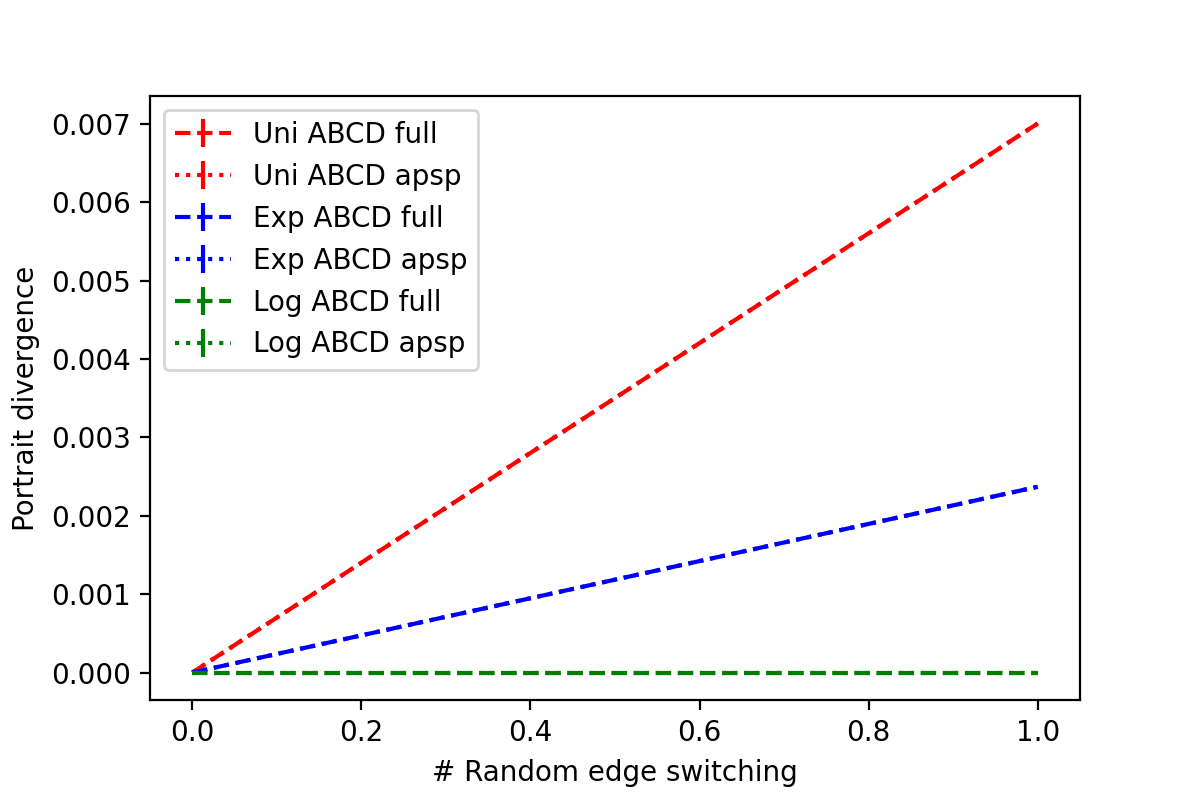 0.007
0.006
0.005
0.004
0.003
0.002
0.001
0.000
Portrait divergence
Uni ABCD full
Uni ABCD apsp
Exp ABCD full
Exp ABCD apsp
Log ABCD full
Log ABCD apsp
0.0 0.2 0.4 0.6 0.8 1.0
# Random edge switching